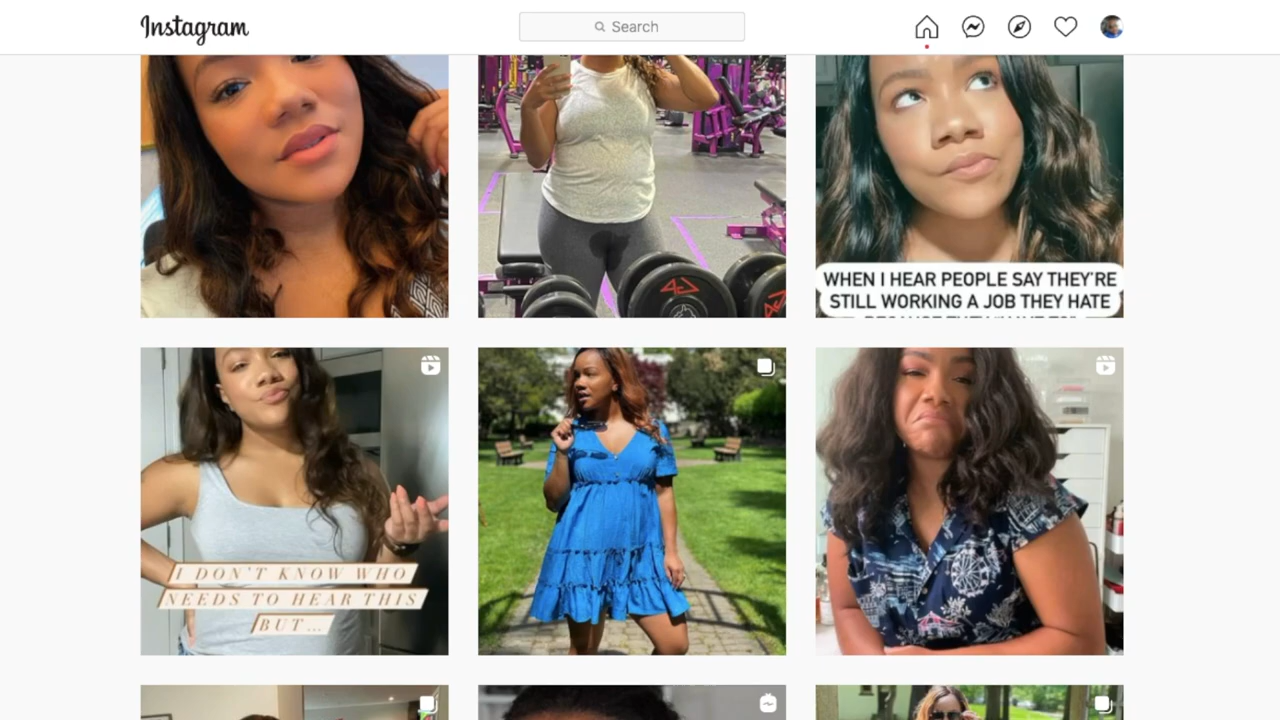 Instagram
Search
WHEN I HEAR PEOPLE SAY THEY'RE
STILL WORKING A JOB THEY HATE
I DON'T KNOW WHO
NEEDS TO HEAR THIS
BUT...